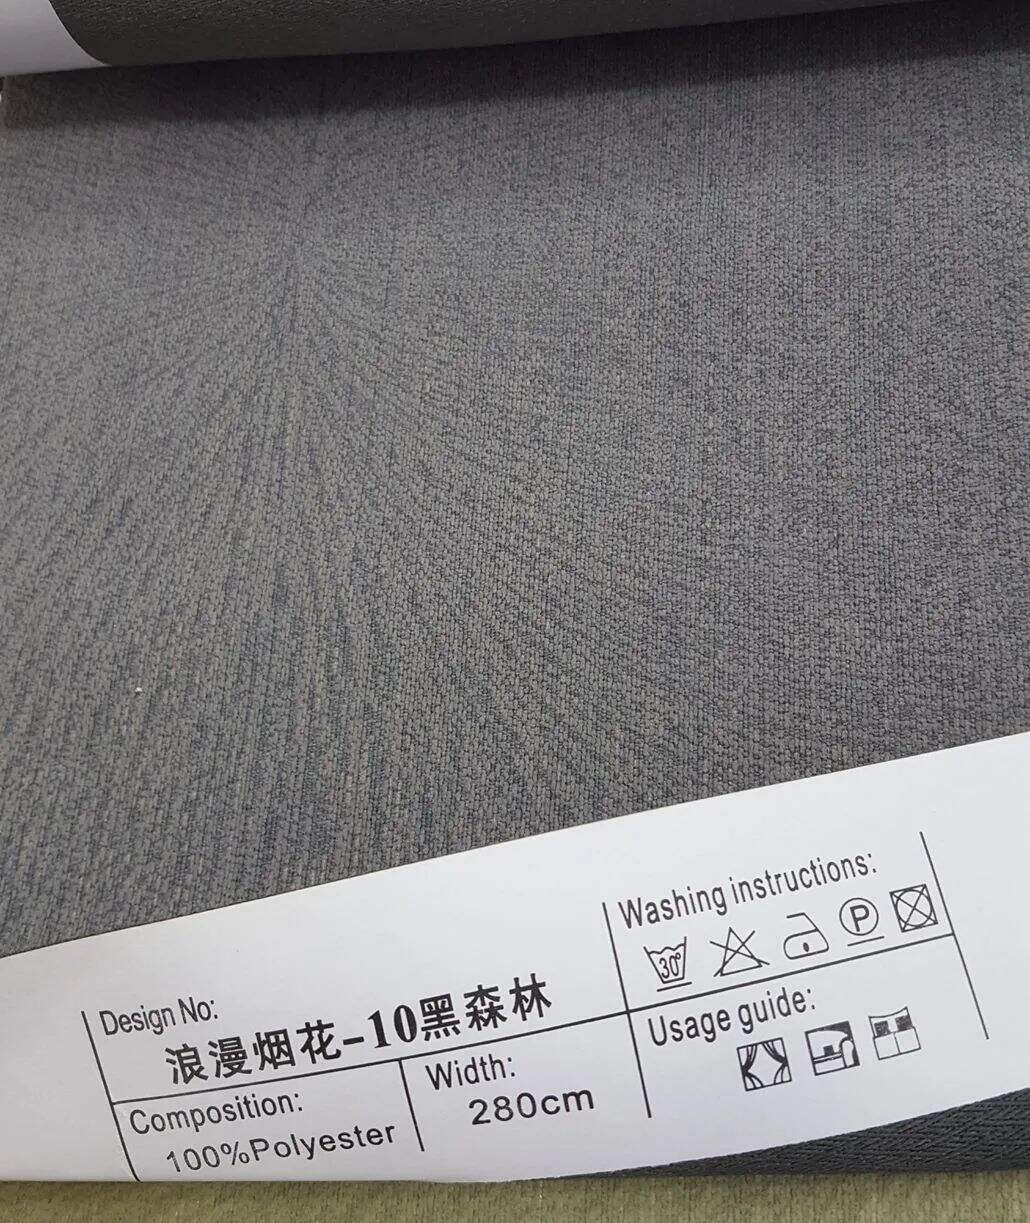 Washing instructions:
30°
P
Design No:
浪漫烟花-10黑森林
Usage guide:
Composition:
100%Polyester
Width:
280cm